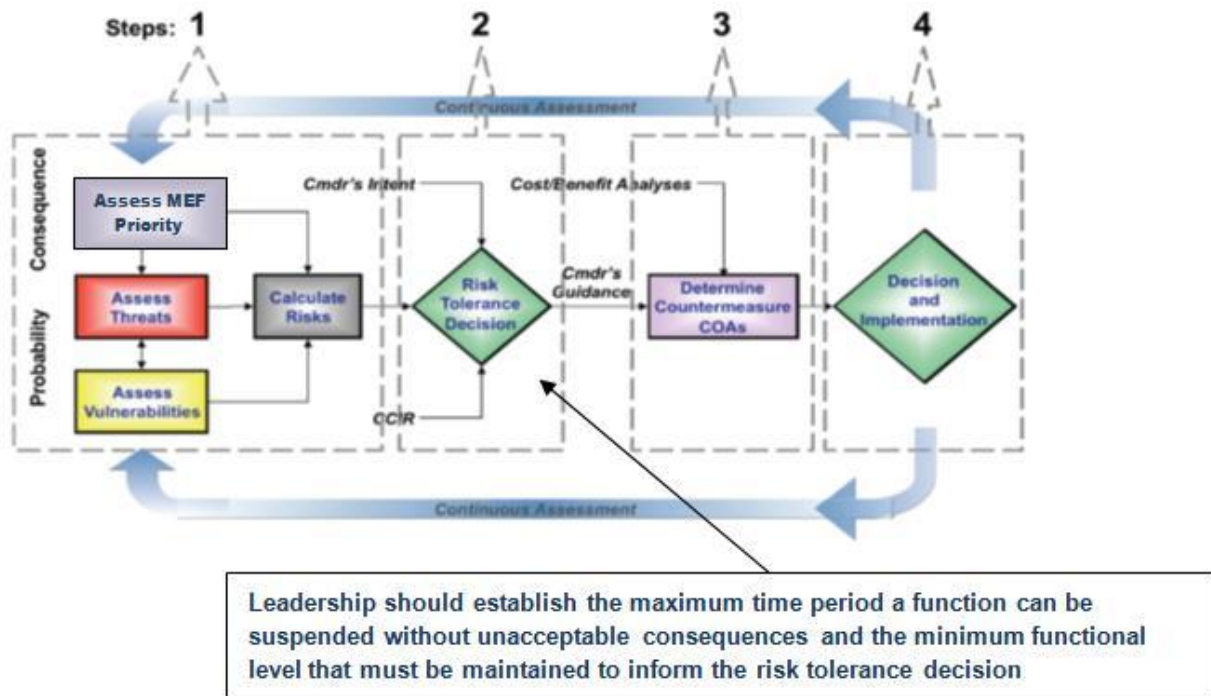 Steps: 1 2 3 4
Continuous Assessment
Consequence
Probability
Assess MEF
Priority
Assess
Threats
Assess
Vulnerabilities
Calculate
Risks
Cmdr's Intent
Risk
Tolerance
Decision
CCIR
Cmdr's
Guidance
Cost/Benefit Analyses
Determine
Countermeasure
COAs
Decision
and
Implementation
Continuous Assessment
Leadership should establish the maximum time period a function can be
suspended without unacceptable consequences and the minimum functional
level that must be maintained to inform the risk tolerance decision